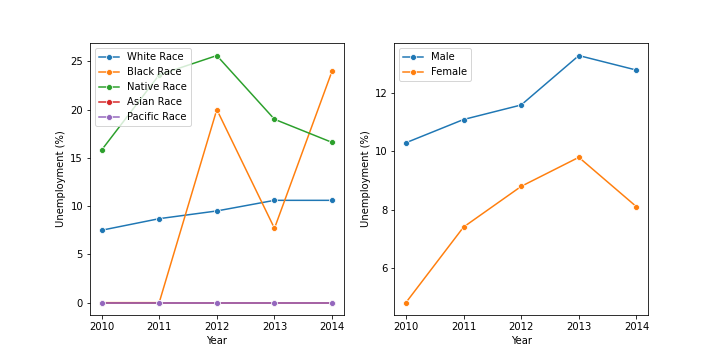 White Race
Black Race
Native Race
Asian Race
Pacific Race
Unemployment (%)
25
20
15
10
5
0
2010 2011 2012 2013 2014
Year
Male
Female
Unemployment (%)
12
10
8
6
2010 2011 2012 2013 2014
Year